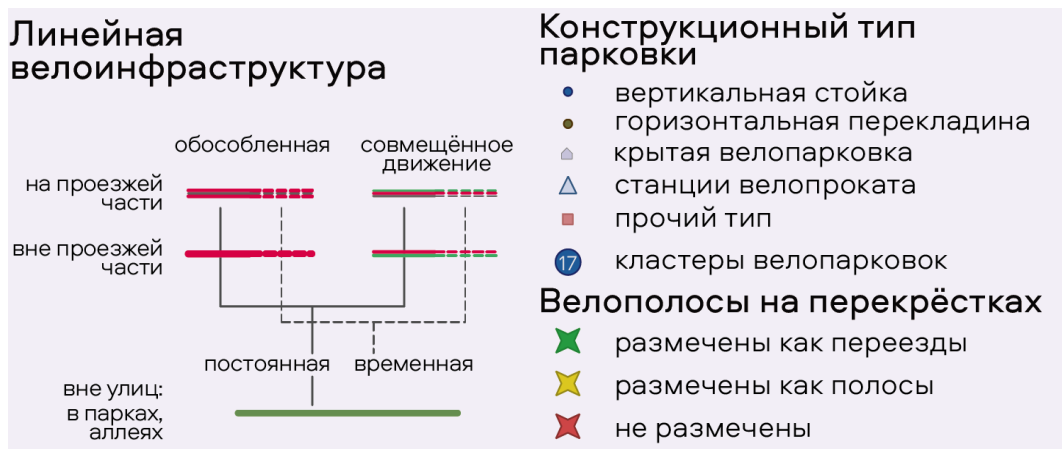 Линейная
велоинфраструктура
обособленная
совмещённое
движение
на проезжей
части
вне проезжей
части
постоянная
временная
вне улиц:
в парках,
аллеях
Конструкционный тип
парковки
вертикальная стойка
горизонтальная перекладина
крытая велопарковка
станции велопроката
прочий тип
17 кластеры велопарковок
Велополосы на перекрёстках
размечены как переезды
размечены как полосы
не размечены